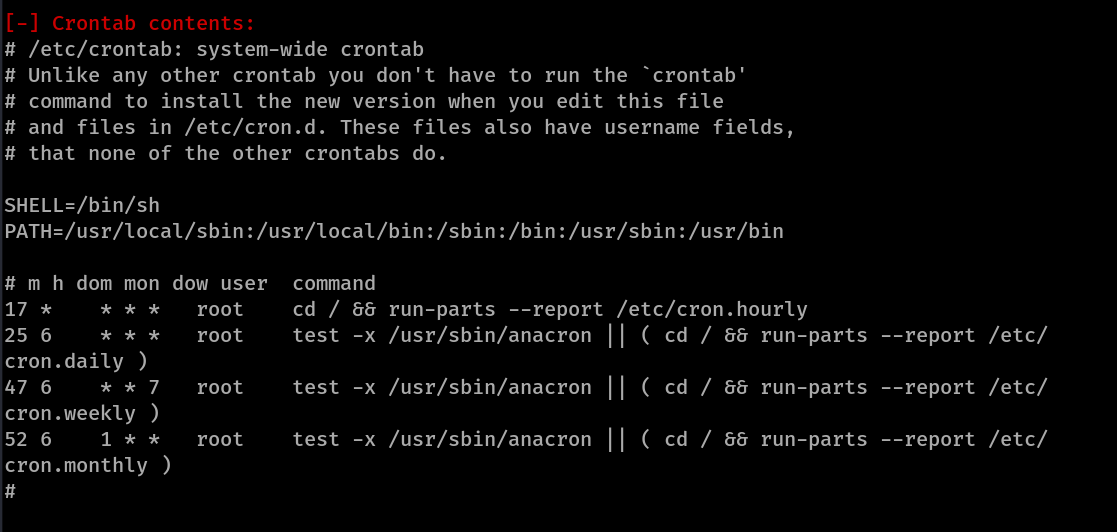 [-] Crontab contents:
# /etc/crontab: system-wide crontab
# Unlike any other crontab you don't have to run the `crontab'
# command to install the new version when you edit this file
# and files in /etc/cron.d. These files also have username fields,
# that none of the other crontabs do.
SHELL=/bin/sh
PATH=/usr/local/sbin:/usr/local/bin:/sbin:/bin:/usr/sbin:/usr/bin
# m h dom mon dow user  command
17 *    * * *   root    cd / && run-parts --report /etc/cron.hourly
25 6    * * *   root    test -x /usr/sbin/anacron || ( cd / && run-parts --report /etc/
cron.daily )
47 6    * * 7   root    test -x /usr/sbin/anacron || ( cd / && run-parts --report /etc/
cron.weekly )
52 6    1 * *   root    test -x /usr/sbin/anacron || ( cd / && run-parts --report /etc/
cron.monthly )
#